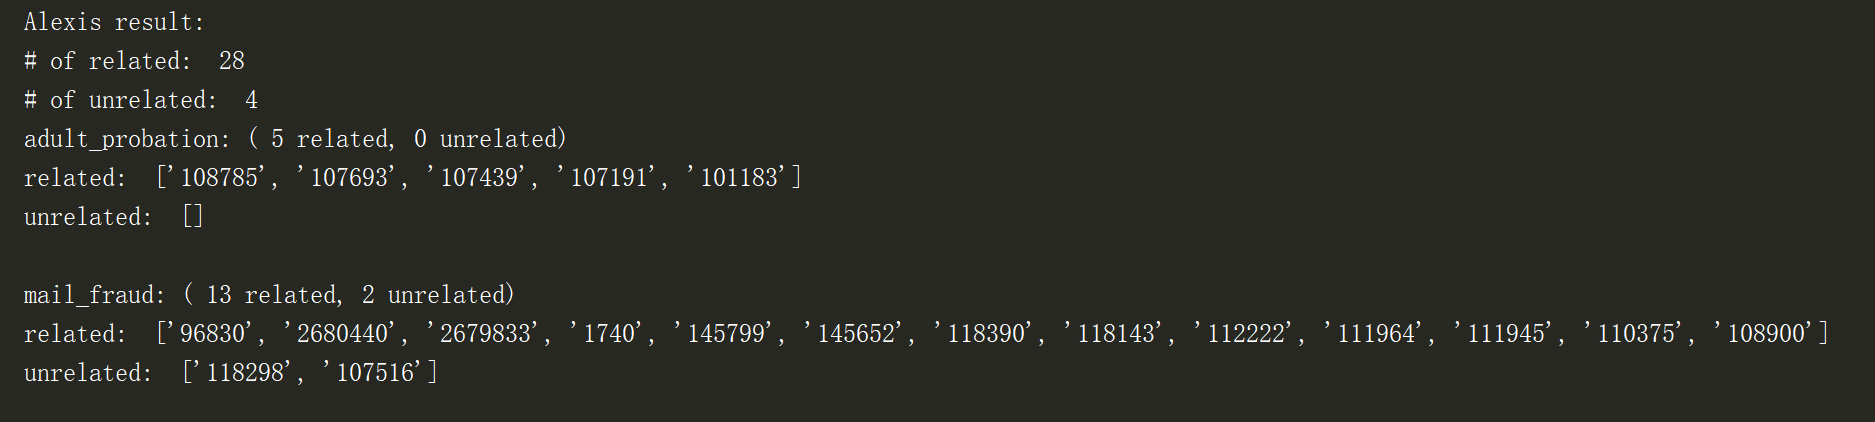 Alexis result:
# of related:  28
# of unrelated:  4
adult_probation: ( 5 related, 0 unrelated)
related:  ['108785', '107693', '107439', '107191', '101183']
unrelated:  []
mail_fraud: ( 13 related, 2 unrelated)
related:  ['96830', '2680440', '2679833', '1740', '145799', '145652', '118390', '118143', '112222', '111964', '111945', '110375', '108900']
unrelated:  ['118298', '107516']